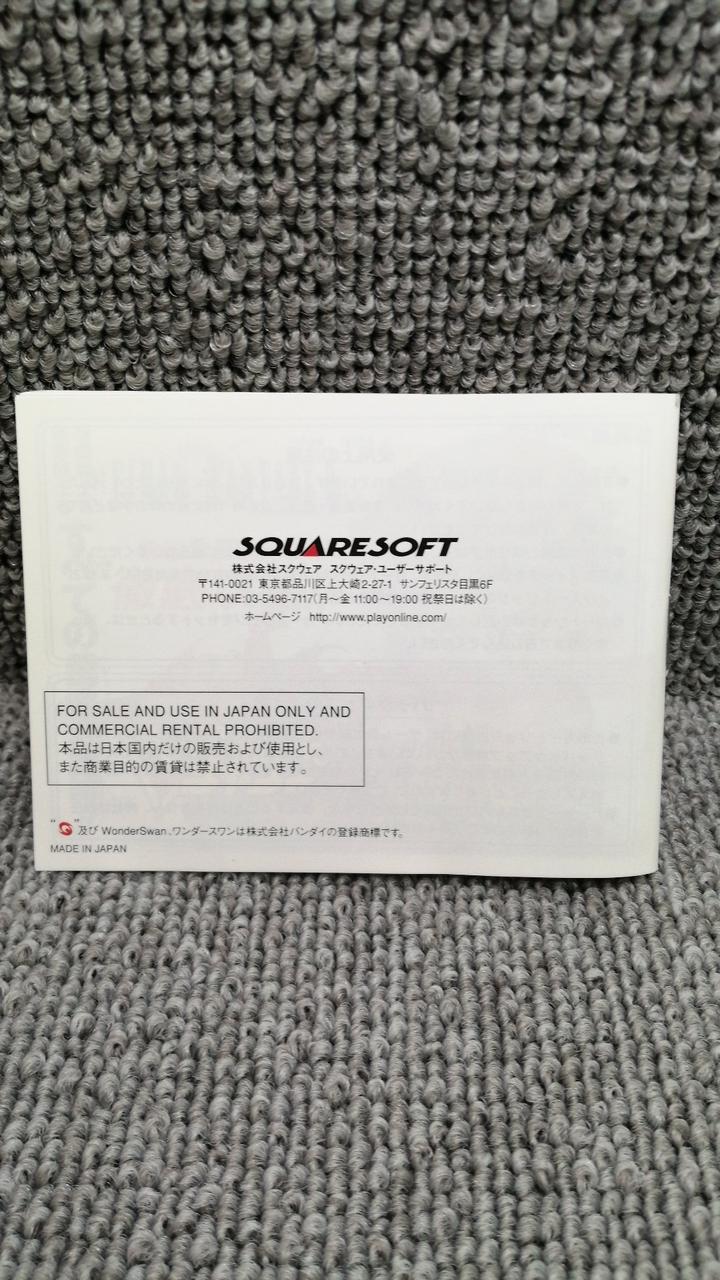 SQUARESOFT
株式会社スクウェア スクウェア・ユーザーサポート
〒141-0021 東京都品川区上大崎2-27-1 サンフェリスタ目黒6F
PHONE:03-5496-7117(月～金 11:00～19:00 祝祭日は除く)
ホームページ http://www.playonline.com/
FOR SALE AND USE IN JAPAN ONLY AND
COMMERCIAL RENTAL PROHIBITED.
本品は日本国内だけの販売および使用とし、
また商業目的の賃貸は禁止されています。
" "及び WonderSwan、ワンダースワンは株式会社バンダイの登録商標です。
MADE IN JAPAN